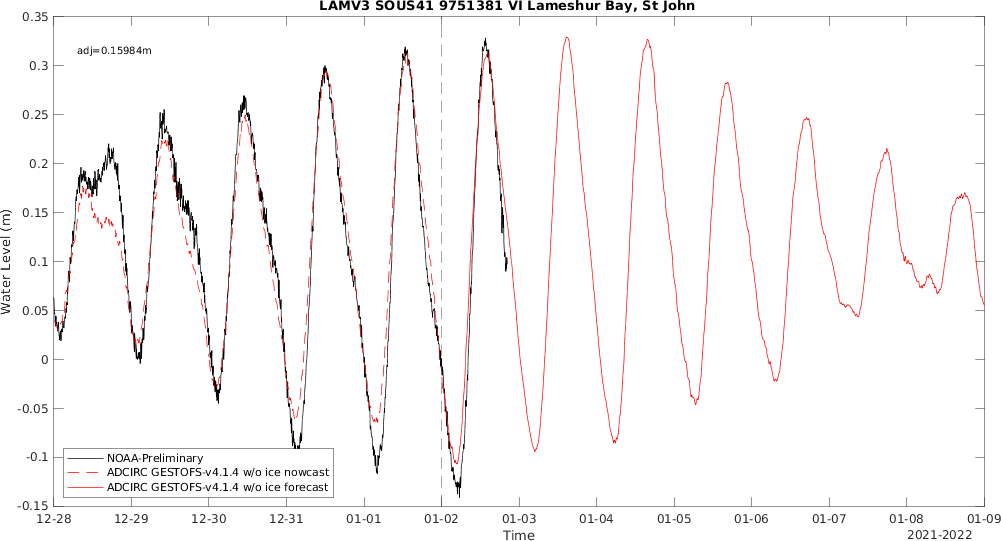 LAMV3 SOUS41 9751381 VI Lameshur Bay, St John
adj=0.15984m
Water Level (m)
0.35
0.3
0.25
0.2
0.15
0.1
0.05
0
-0.05
-0.1
-0.15
NOAA-Preliminary
ADCIRC GESTOFS-v4.1.4 w/o ice nowcast
ADCIRC GESTOFS-v4.1.4 w/o ice forecast
12-28 12-29 12-30 12-31 01-01 01-02 01-03 01-04 01-05 01-06 01-07 01-08 01-09
Time
2021-2022